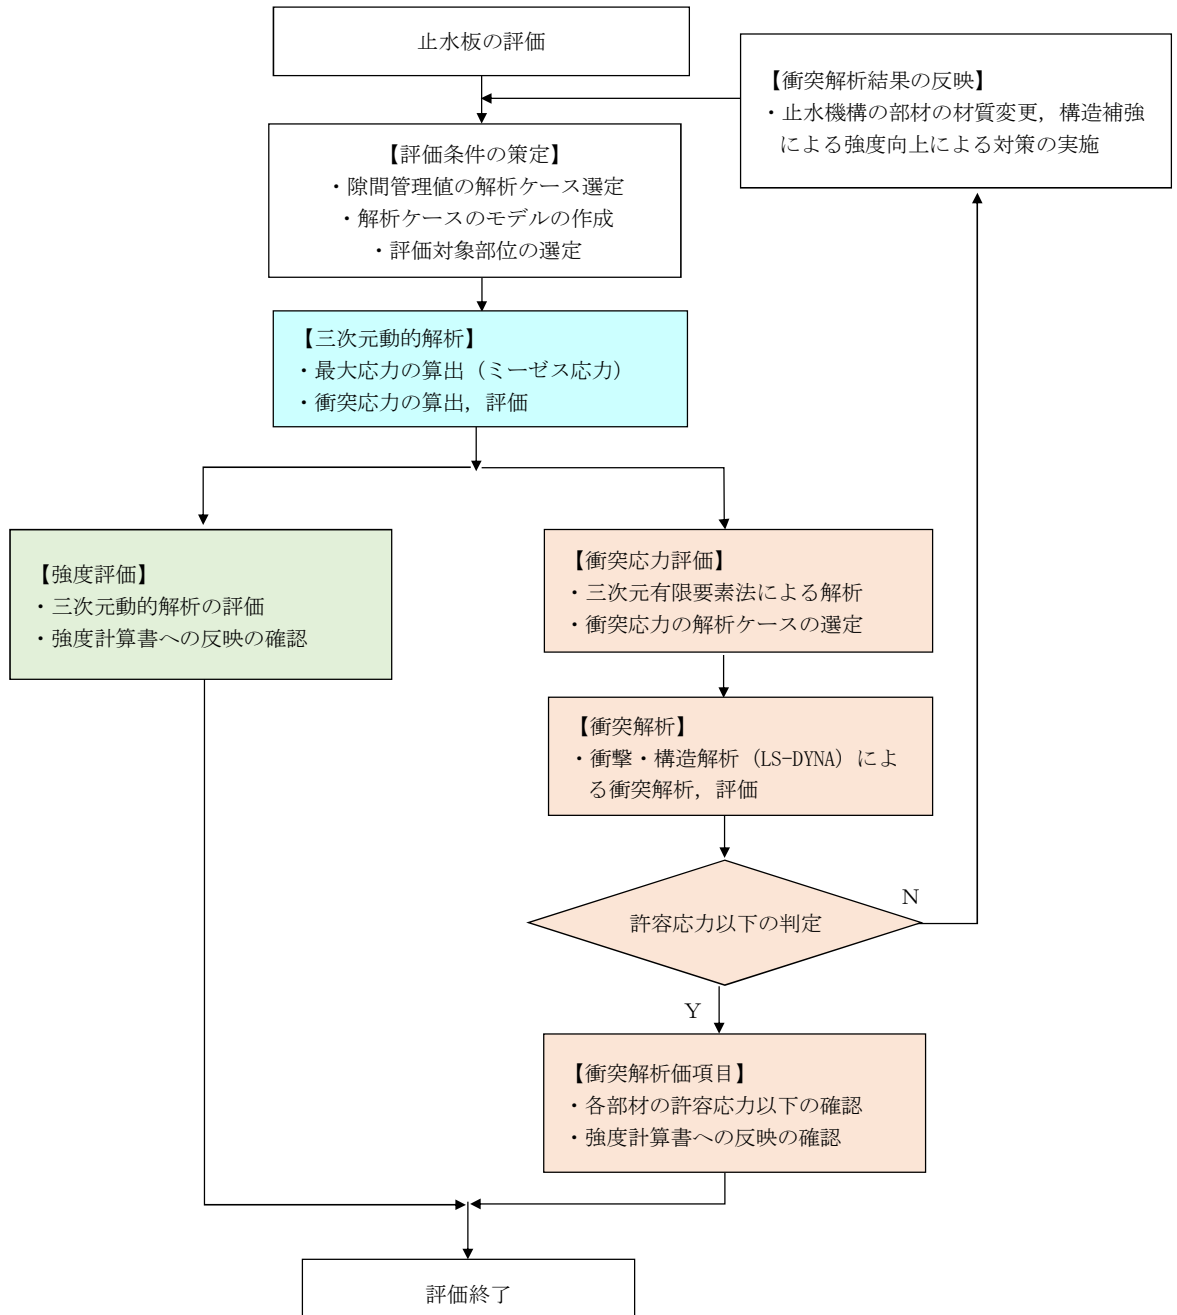 止水板の評価
【衝突解析結果の反映】
・止水機構の部材の材質変更，構造補強
による強度向上による対策の実施
【評価条件の策定】
・隙間管理値の解析ケース選定
・解析ケースのモデルの作成
・評価対象部位の選定
【三次元動的解析】
・最大応力の算出（ミーゼス応力）
・衝突応力の算出，評価
【強度評価】
・三次元動的解析の評価
・強度計算書への反映の確認
【衝突応力評価】
・三次元有限要素法による解析
・衝突応力の解析ケースの選定
【衝突解析】
・衝撃・構造解析（LS-DYNA）によ
る衝突解析，評価
許容応力以下の判定
N
Y
【衝突解析価項目】
・各部材の許容応力以下の確認
・強度計算書への反映の確認
評価終了